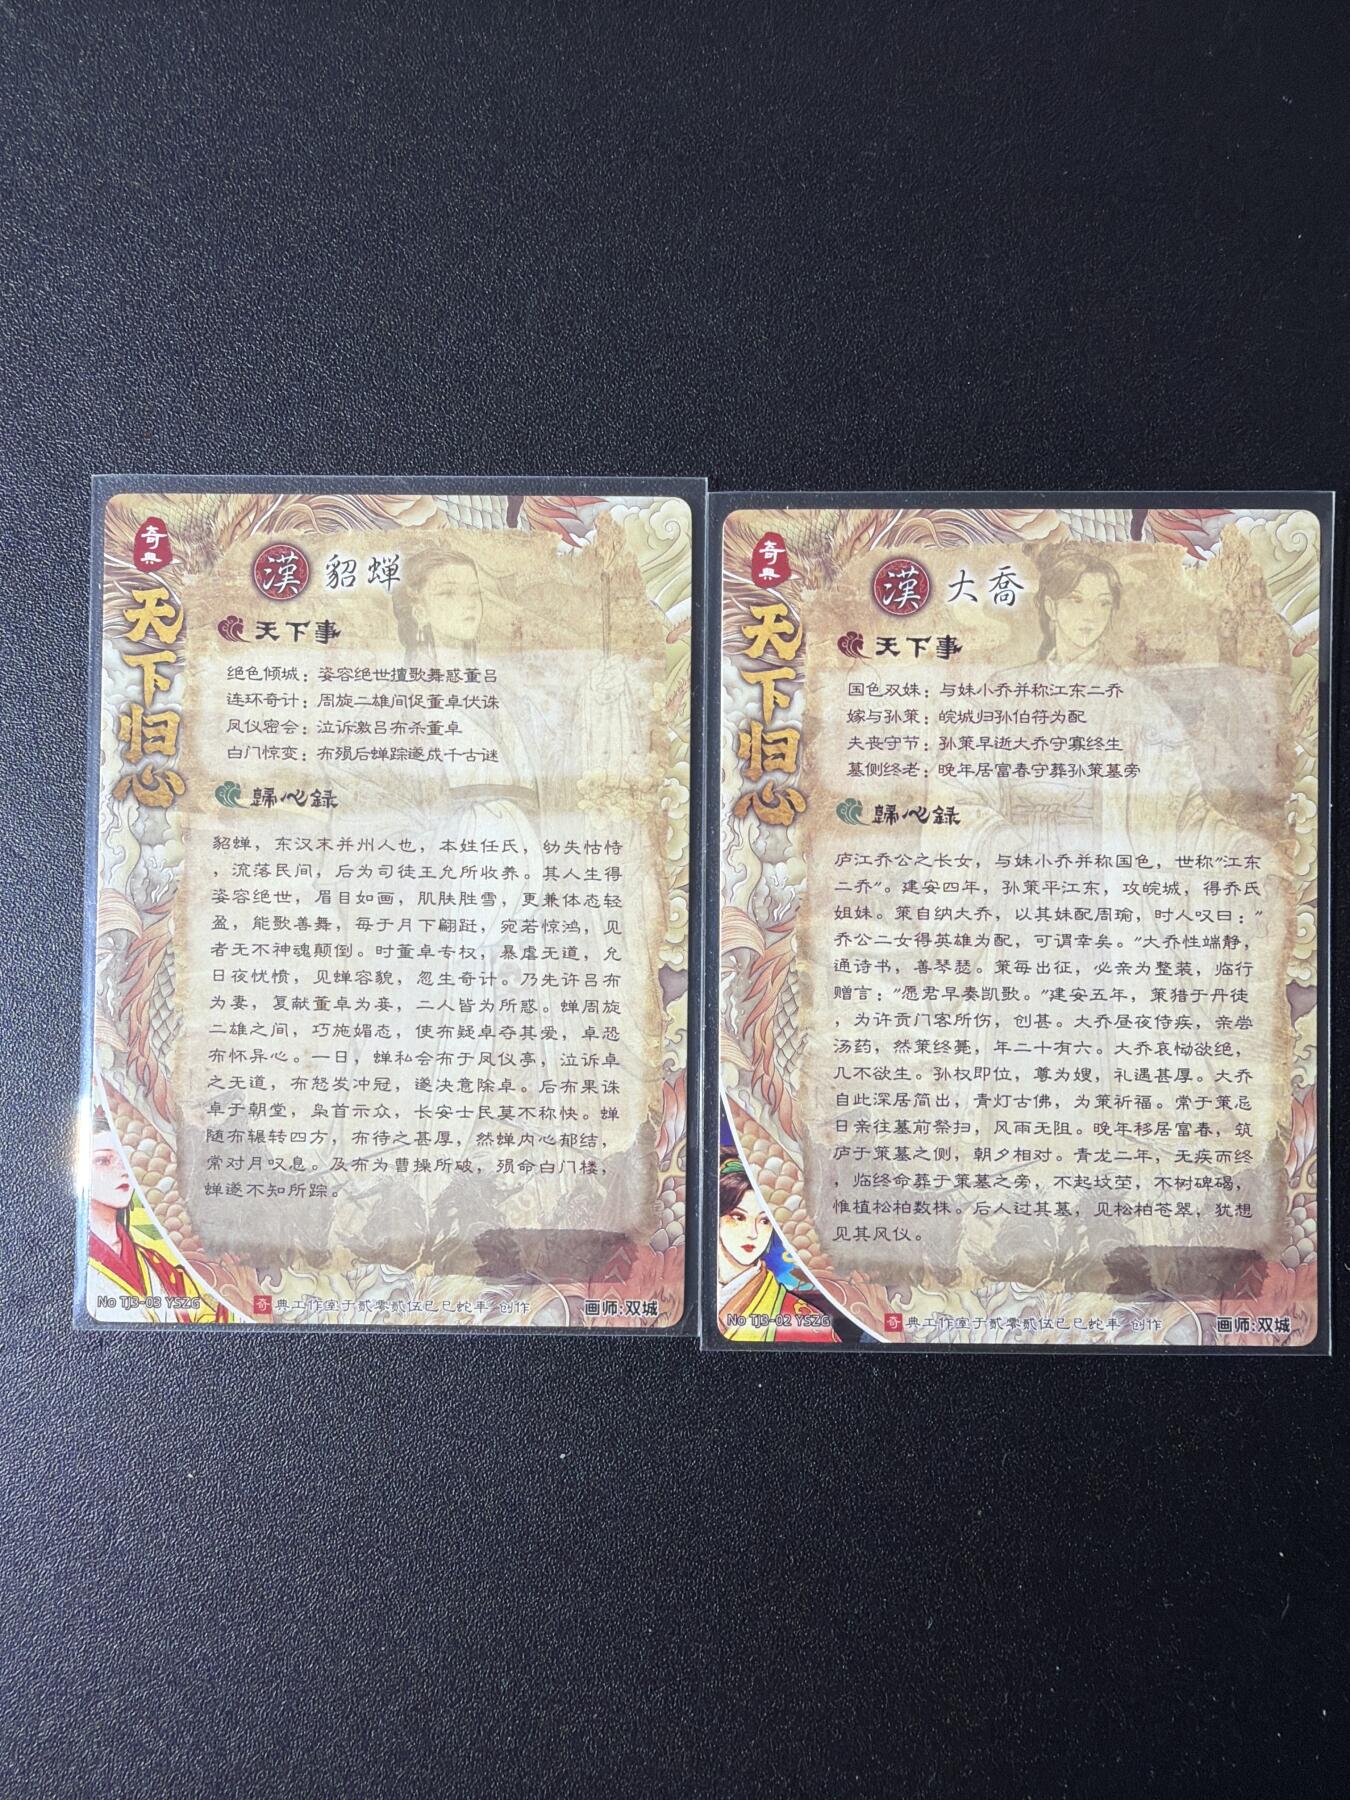 奇典
天下归心
漢 貂蝉
天下事
绝色倾城：姿容绝世擅歌舞惑董吕
连环奇计：周旋二雄间促董卓伏诛
凤仪密会：泣诉激吕布杀董卓
白门惊变：布殒后蝉踪遂成千古谜
歸心録
貂蝉，东汉末并州人也，本姓任氏，幼失怙恃
，流落民间，后为司徒王允所收养。其人生得
姿容绝世，眉目如画，肌肤胜雪，更兼体态轻
盈，能歌善舞，每于月下翩跹，宛若惊鸿，见
者无不神魂颠倒。时董卓专权，暴虐无道，允
日夜忧愤，见蝉容貌，忽生奇计。乃先许吕布
为妻，复献董卓为妾，二人皆为所惑。蝉周旋
二雄之间，巧施媚态，使布疑卓夺其爱，卓恐
布怀异心。一日，蝉私会布于凤仪亭，泣诉卓
之无道，布怒发冲冠，遂决意除卓。后布果诛
卓于朝堂，枭首示众，长安士民莫不称快。蝉
随布辗转四方，布待之甚厚，然蝉内心郁结，
常对月叹息。及布为曹操所破，殒命白门楼，
蝉遂不知所踪。
No TJ3-03 YSZG
奇典工作室于贰零贰伍已巳蛇年 创作
画师:双城
奇典
天下归心
漢 大喬
天下事
国色双姝：与妹小乔并称江东二乔
嫁与孙策：皖城归孙伯符为配
夫丧守节：孙策早逝大乔守寡终生
墓侧终老：晚年居富春守葬孙策墓旁
歸心録
庐江乔公之长女，与妹小乔并称国色，世称"江东
二乔"。建安四年，孙策平江东，攻皖城，得乔氏
姐妹。策自纳大乔，以其妹配周瑜，时人叹曰："
乔公二女得英雄为配，可谓幸矣。"大乔性端静，
通诗书，善琴瑟。策每出征，必亲为整装，临行
赠言："愿君早奏凯歌。"建安五年，策猎于丹徒
，为许贡门客所伤，创甚。大乔昼夜侍疾，亲尝
汤药，然策终薨，年二十有六。大乔哀恸欲绝，
几不欲生。孙权即位，尊为嫂，礼遇甚厚。大乔
自此深居简出，青灯古佛，为策祈福。常于策忌
日亲往墓前祭扫，风雨无阻。晚年移居富春，筑
庐于策墓之侧，朝夕相对。青龙二年，无疾而终
，临终命葬于策墓之旁，不起坟茔，不树碑碣，
惟植松柏数株。后人过其墓，见松柏苍翠，犹想
见其风仪。
No TJ3-02 YSZG
奇典工作室于贰零贰伍已巳蛇年 创作
画师:双城